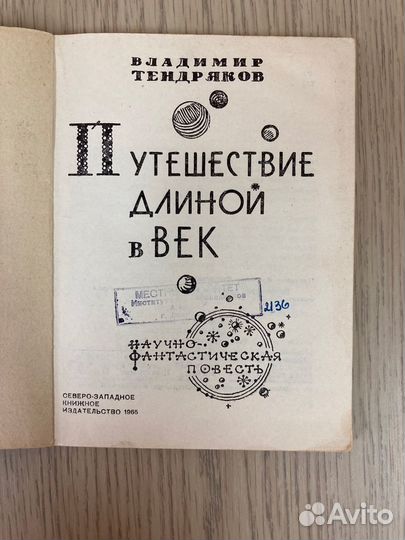 ВЛАДИМИР
ТЕНДРЯКОВ
ПУТЕШЕСТВИЕ
ДЛИНОЙ
В ВЕК
2136
НАУЧНО-
ФАНТАСТИЧЕСКАЯ
ПОВЕСТЬ
СЕВЕРО-ЗАПАДНОЕ
КНИЖНОЕ
ИЗДАТЕЛЬСТВО 1965
Avito